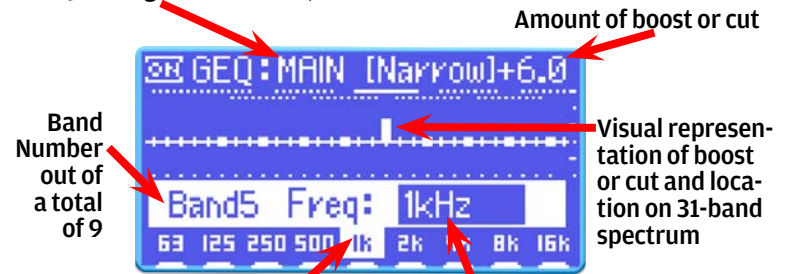 Amount of boost or cut
ON GEQ:MAIN [Narrow]+6.0
Band
Number
out of
a total
of 9
Visual represen-
tation of boost
or cut and loca-
tion on 31-band
spectrum
Band5 Freq: 1kHz
63 125 250 500 1k 2k 8k 16k